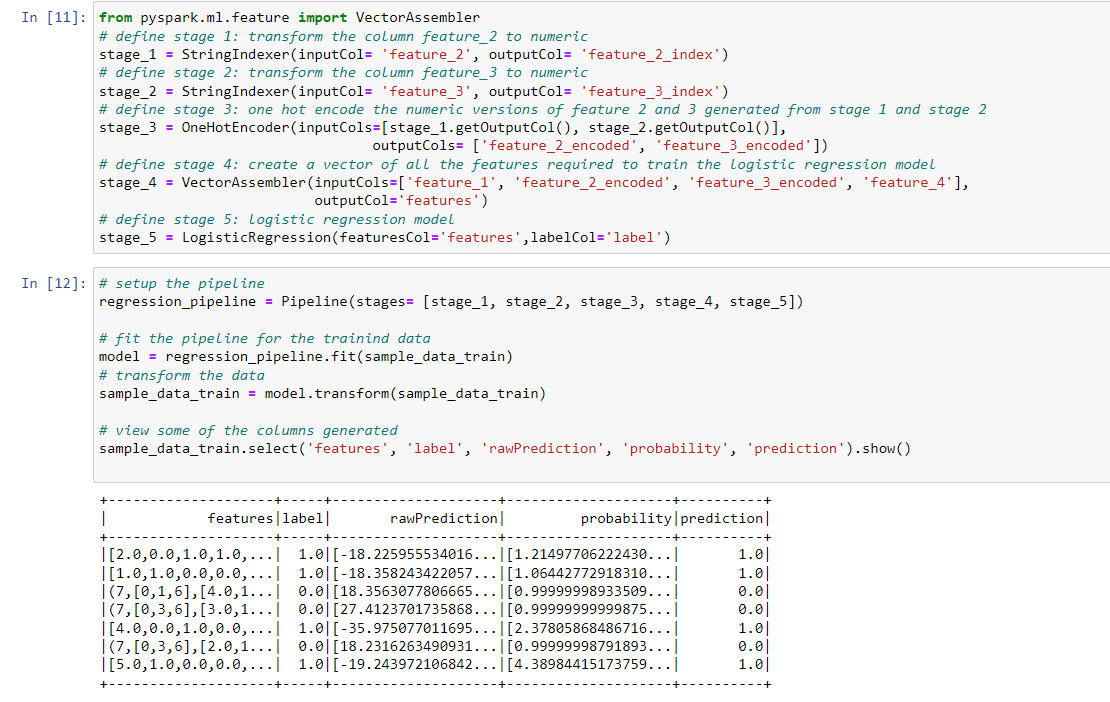 In [11]: from pyspark.ml.feature import VectorAssembler
# define stage 1: transform the column feature_2 to numeric
stage_1 = StringIndexer(inputCol= 'feature_2', outputCol= 'feature_2_index')
# define stage 2: transform the column feature_3 to numeric
stage_2 = StringIndexer(inputCol= 'feature_3', outputCol= 'feature_3_index')
# define stage 3: one hot encode the numeric versions of feature 2 and 3 generated from stage 1 and stage 2
stage_3 = OneHotEncoder(inputCols=[stage_1.getOutputCol(), stage_2.getOutputCol()],
                                 outputCols= ['feature_2_encoded', 'feature_3_encoded'])
# define stage 4: create a vector of all the features required to train the logistic regression model
stage_4 = VectorAssembler(inputCols=['feature_1', 'feature_2_encoded', 'feature_3_encoded', 'feature_4'],
                          outputCol='features')
# define stage 5: logistic regression model
stage_5 = LogisticRegression(featuresCol='features',labelCol='label')
In [12]: # setup the pipeline
regression_pipeline = Pipeline(stages= [stage_1, stage_2, stage_3, stage_4, stage_5])
# fit the pipeline for the trainind data
model = regression_pipeline.fit(sample_data_train)
# transform the data
sample_data_train = model.transform(sample_data_train)
# view some of the columns generated
sample_data_train.select('features', 'label', 'rawPrediction', 'probability', 'prediction').show()
+--------------------+-----+--------------------+--------------------+----------+
|            features|label|       rawPrediction|         probability|prediction|
+--------------------+-----+--------------------+--------------------+----------+
|[2.0,0.0,1.0,1.0,...|  1.0|[-18.225955534016...|[1.21497706222430...|       1.0|
|[1.0,1.0,0.0,0.0,...|  1.0|[-18.358243422057...|[1.06442772918310...|       1.0|
|(7,[0,1,6],[4.0,1...|  0.0|[18.3563077806665...|[0.99999998933509...|       0.0|
|(7,[0,3,6],[3.0,1...|  0.0|[27.4123701735868...|[0.99999999999875...|       0.0|
|[4.0,0.0,1.0,0.0,...|  1.0|[-35.975077011695...|[2.37805868486716...|       1.0|
|(7,[0,3,6],[2.0,1...|  0.0|[18.2316263490931...|[0.99999998791893...|       0.0|
|[5.0,1.0,0.0,0.0,...|  1.0|[-19.243972106842...|[4.38984415173759...|       1.0|
+--------------------+-----+--------------------+--------------------+----------+